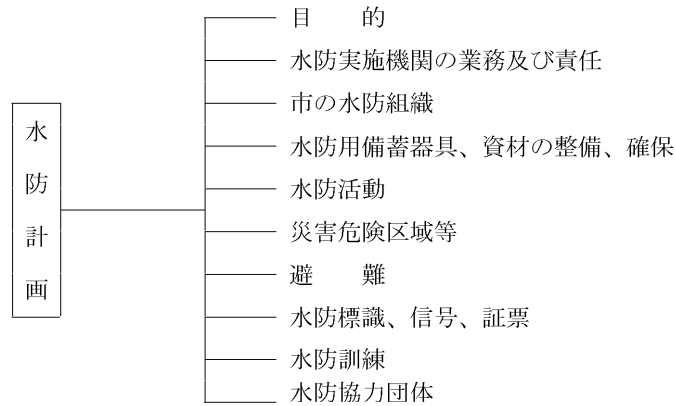 水防計画
目　　的
水防実施機関の業務及び責任
市の水防組織
水防用備蓄器具、資材の整備、確保
水防活動
災害危険区域等
避　　難
水防標識、信号、証票
水防訓練
水防協力団体